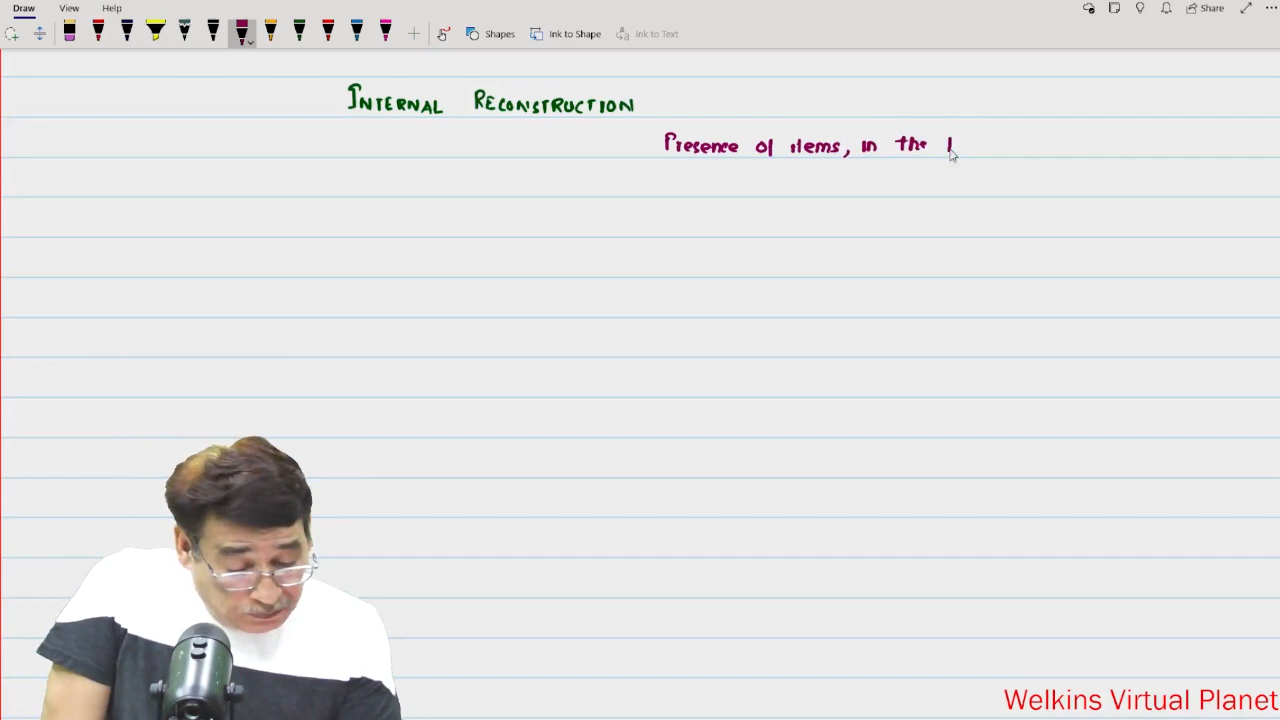 Draw View Help Share
Shapes Ink to Shape Ink to Text
INTERNAL RECONSTRUCTION
Presence of items, in the
Welkins Virtual Planet